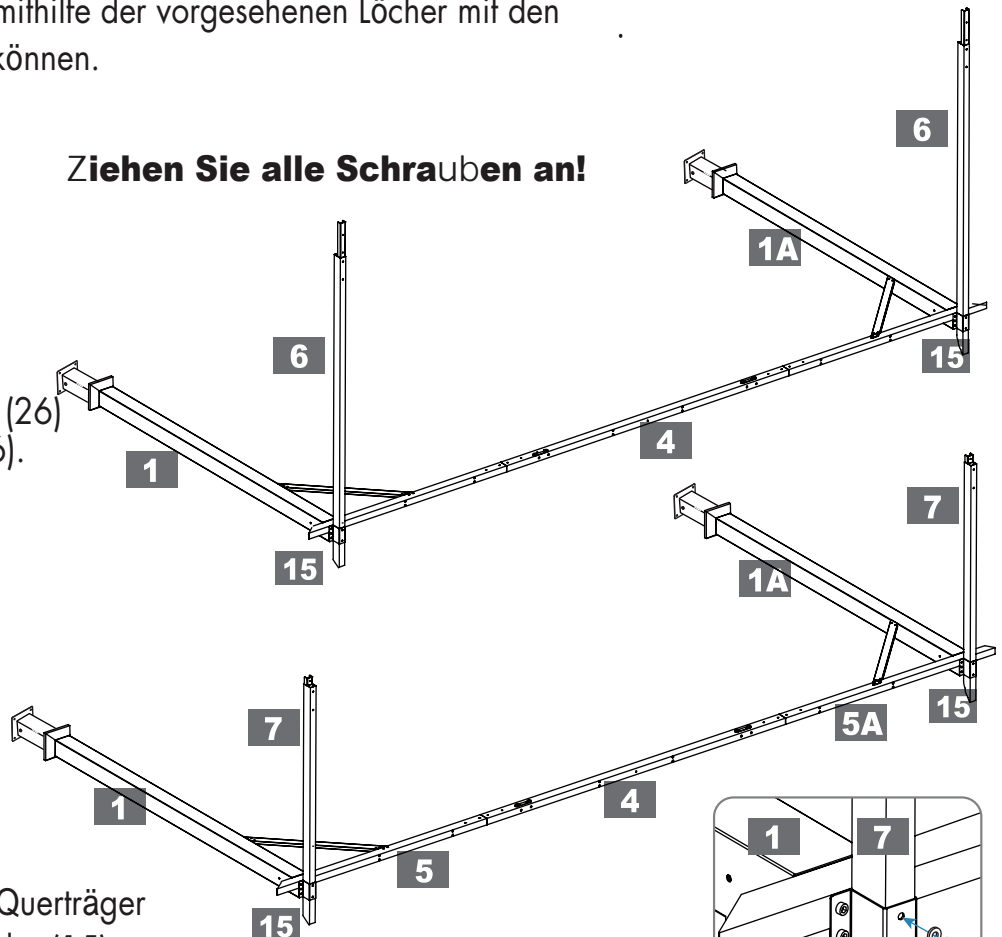 mithilfe der vorgesehenen Löcher mit den
können.
Ziehen Sie alle Schrauben an!
6
1A
6
15
(26)
4
1
7
15
1A
7
15
5A
1
4
1
7
5
Querträger
15